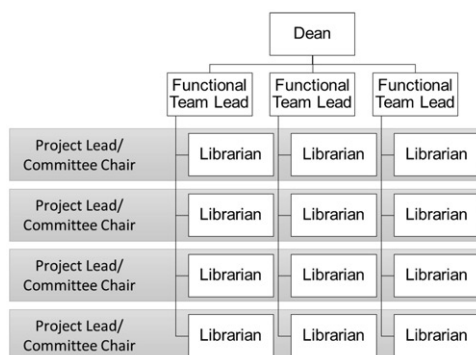 Dean
Functional
Team Lead
Functional
Team Lead
Functional
Team Lead
Project Lead/
Committee Chair
Librarian
Librarian
Librarian
Project Lead/
Committee Chair
Librarian
Librarian
Librarian
Project Lead/
Committee Chair
Librarian
Librarian
Librarian
Project Lead/
Committee Chair
Librarian
Librarian
Librarian